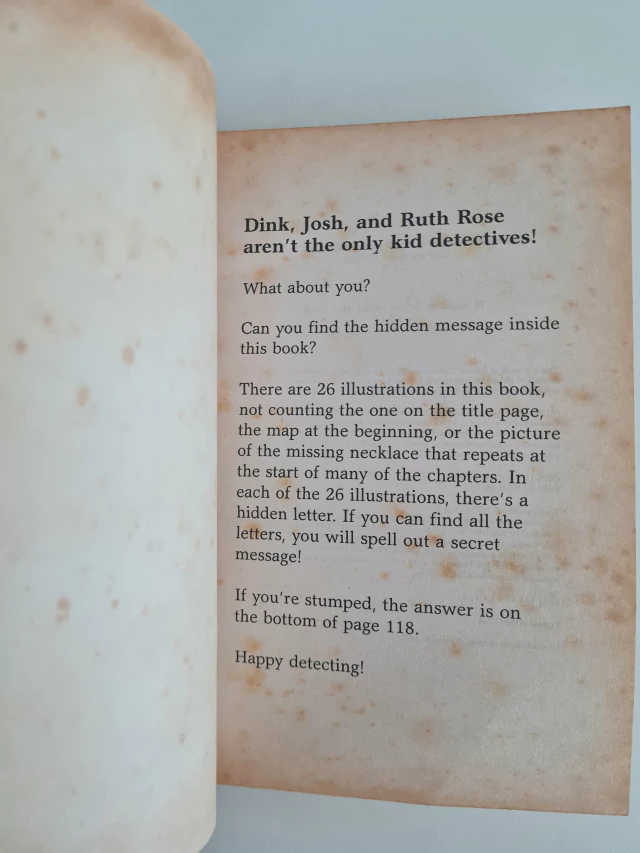 Dink, Josh, and Ruth Rose
aren't the only kid detectives!
What about you?
Can you find the hidden message inside
this book?
There are 26 illustrations in this book,
not counting the one on the title page,
the map at the beginning, or the picture
of the missing necklace that repeats at
the start of many of the chapters. In
each of the 26 illustrations, there's a
hidden letter. If you can find all the
letters, you will spell out a secret
message!
If you're stumped, the answer is on
the bottom of page 118.
Happy detecting!